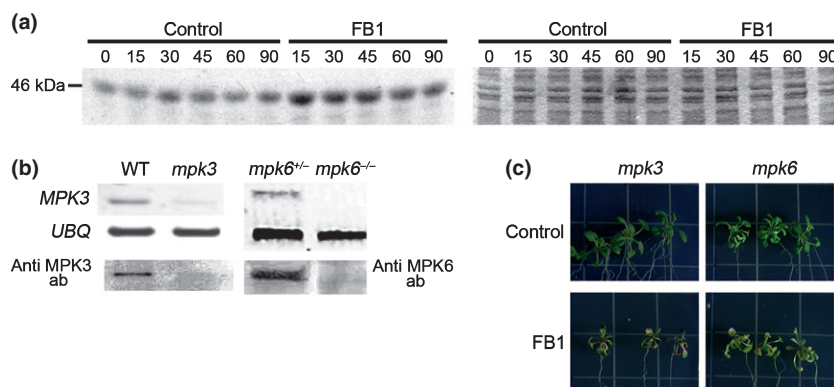 (a)
Control FB1
0 15 30 45 60 90 15 30 45 60 90
46 kDa
Control FB1
0 15 30 45 60 90 15 30 45 60 90
(b)
WT mpk3 mpk6+/– mpk6–/–
MPK3
UBQ
Anti MPK3 ab
Anti MPK6 ab
(c)
mpk3 mpk6
Control
FB1